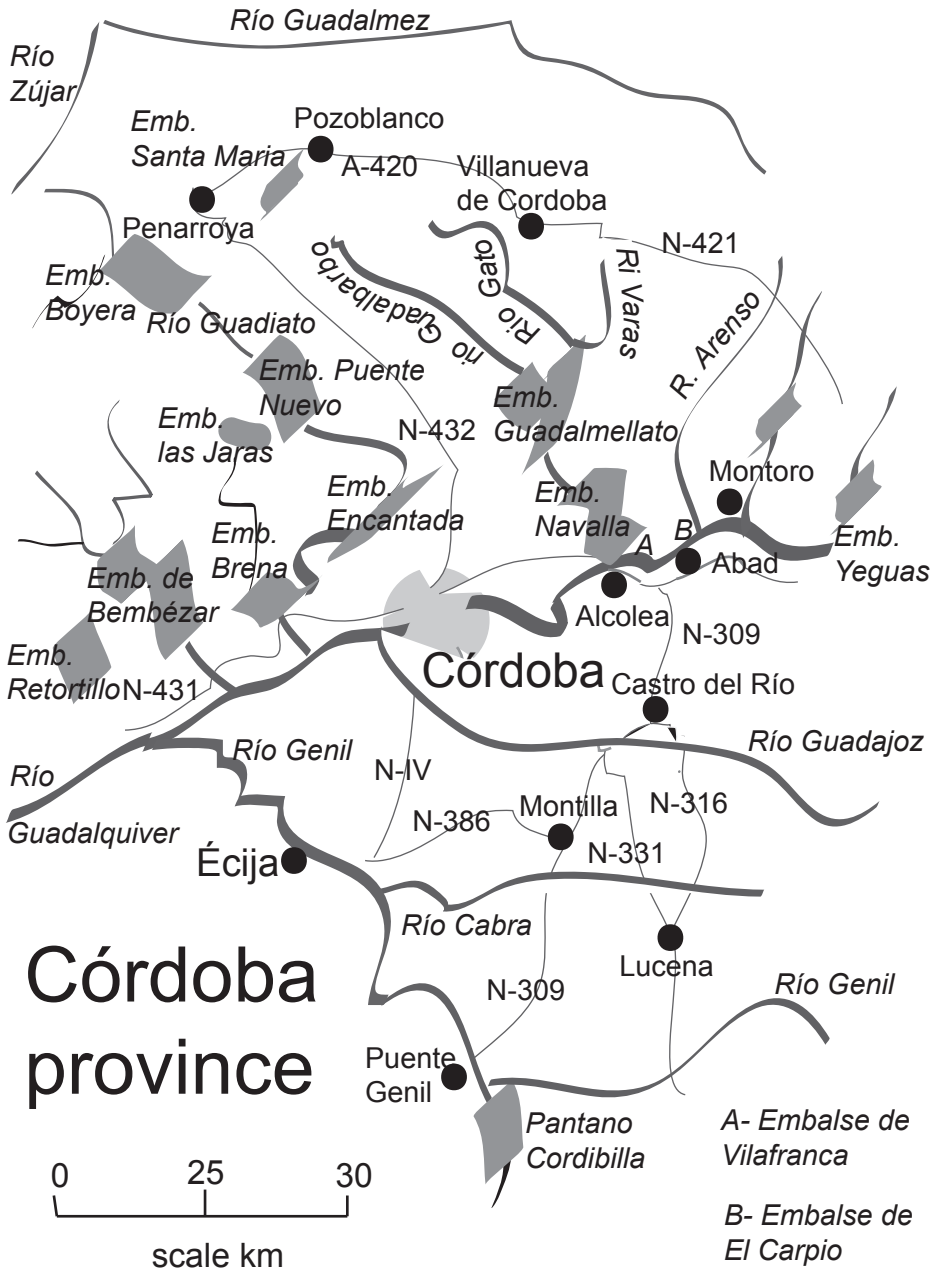 Río Guadalmez
Río
Zújar
Emb.
Santa Maria
Pozoblanco
A-420
Villanueva
de Cordoba
Penarroya
N-421
Emb.
Boyera
Río Guadiato
rio Guadalbarbo
Río Gato
Ri Varas
R. Arenso
Emb. Puente
Nuevo
Emb.
las Jaras
N-432
Emb.
Guadalmellato
Montoro
Emb.
Encantada
Emb.
Navalla
A
B
Abad
Emb.
Yeguas
Emb.
Brena
Emb. de
Bembézar
Alcolea
N-309
Emb.
Retortillo
N-431
Córdoba
Castro del Río
Río Guadajoz
Río
Guadalquiver
Río Genil
N-IV
N-386
Montilla
N-316
N-331
Écija
Río Cabra
Lucena
Córdoba
province
N-309
Río Genil
Puente
Genil
Pantano
Cordibilla
A- Embalse de
Vilafranca
B- Embalse de
El Carpio
0 25 30
scale km